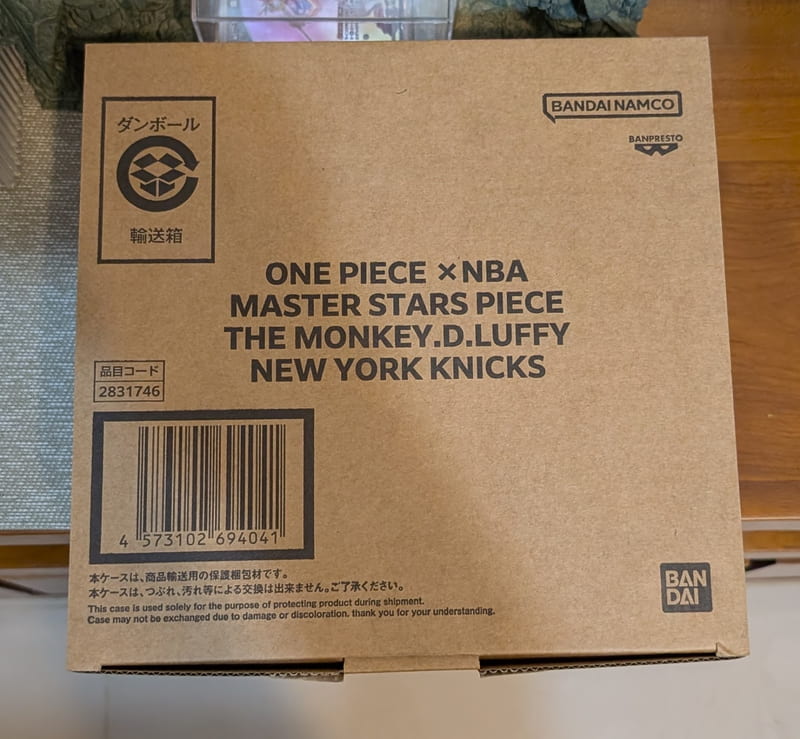 ダンボール
輸送箱
BANDAI NAMCO
BANPRESTO
ONE PIECE ×NBA
MASTER STARS PIECE
THE MONKEY.D.LUFFY
NEW YORK KNICKS
品目コード
2831746
4 573102 694041
本ケースは、商品輸送用の保護梱包材です。
本ケースは、つぶれ、汚れ等による交換は出来ません。ご了承ください。
This case is used solely for the purpose of protecting product during shipment.
Case may not be exchanged due to damage or discoloration. thank you for your understanding.
BAN
DAI